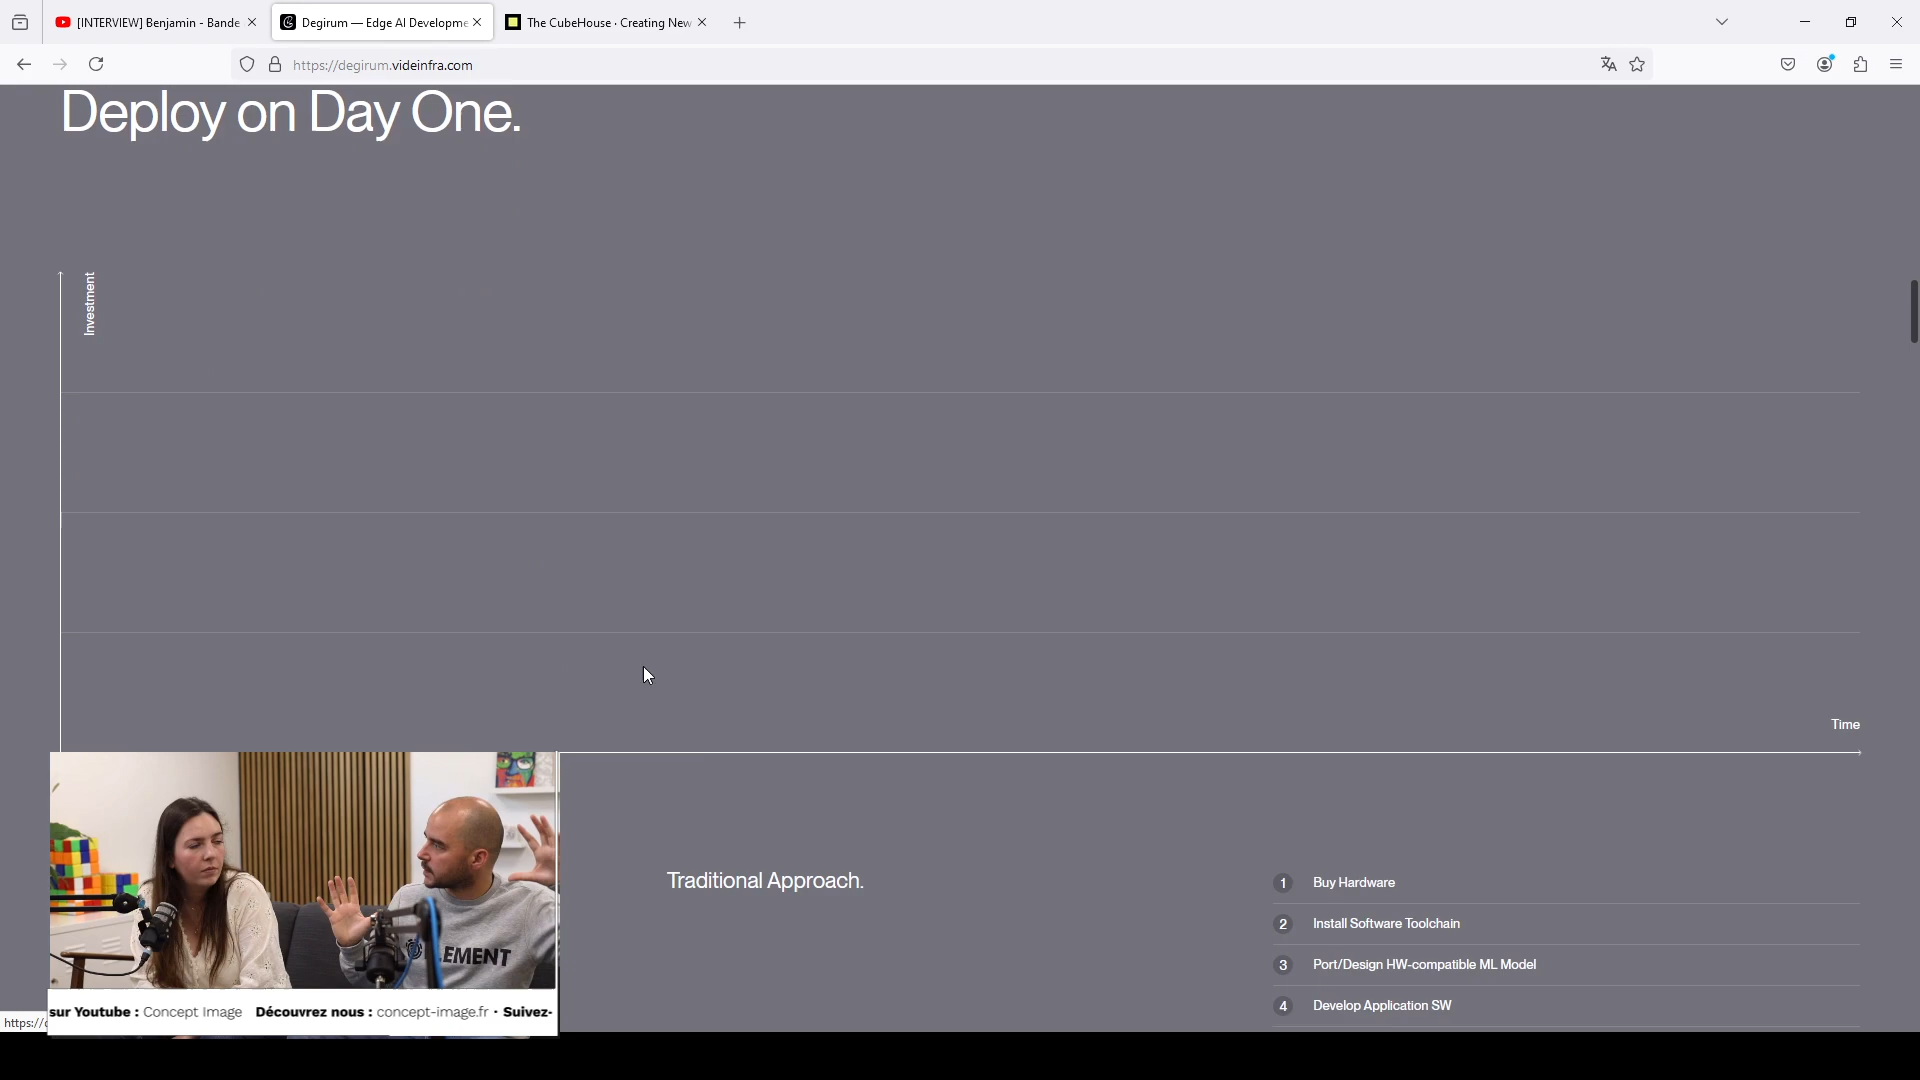 [INTERVIEW] Benjamin - Bande
Degirum — Edge AI Developme
The CubeHouse · Creating New
https://degirum.videinfra.com
Deploy on Day One.
Investment
Time
Traditional Approach.
1 Buy Hardware
2 Install Software Toolchain
3 Port/Design HW-compatible ML Model
4 Develop Application SW
ELEMENT
sur Youtube : Concept Image Découvrez nous : concept-image.fr · Suivez-
https://d